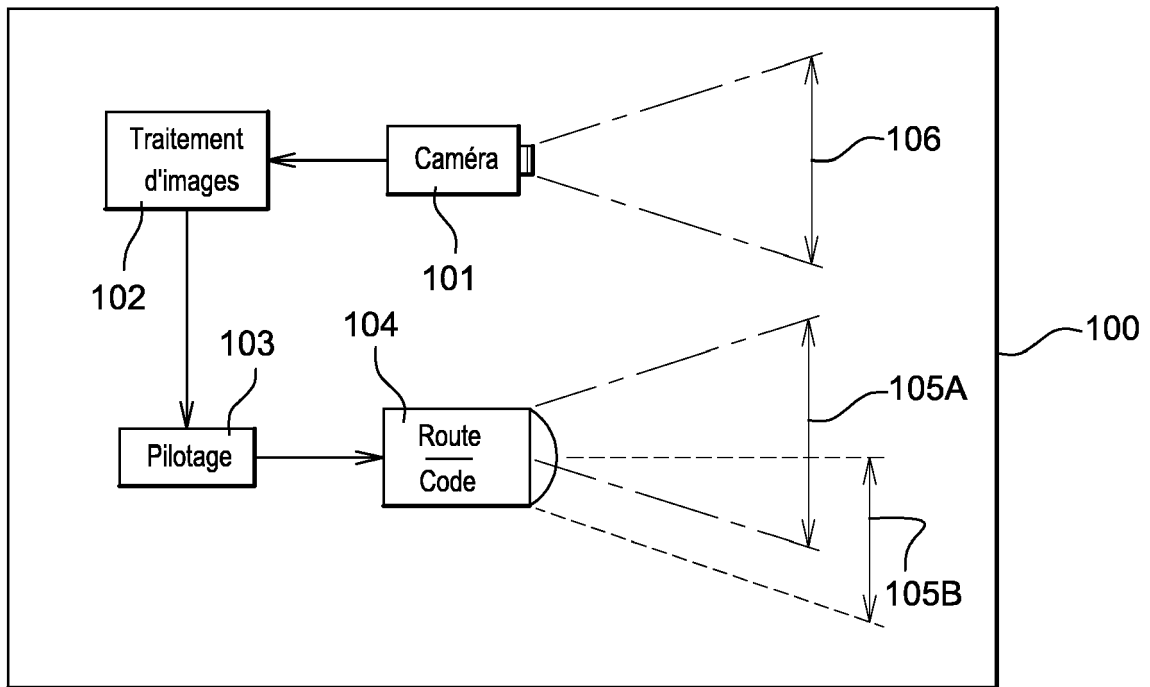 Traitement
d'images
Caméra
106
102
101
104
103
100
105A
Pilotage
Route
Code
105B